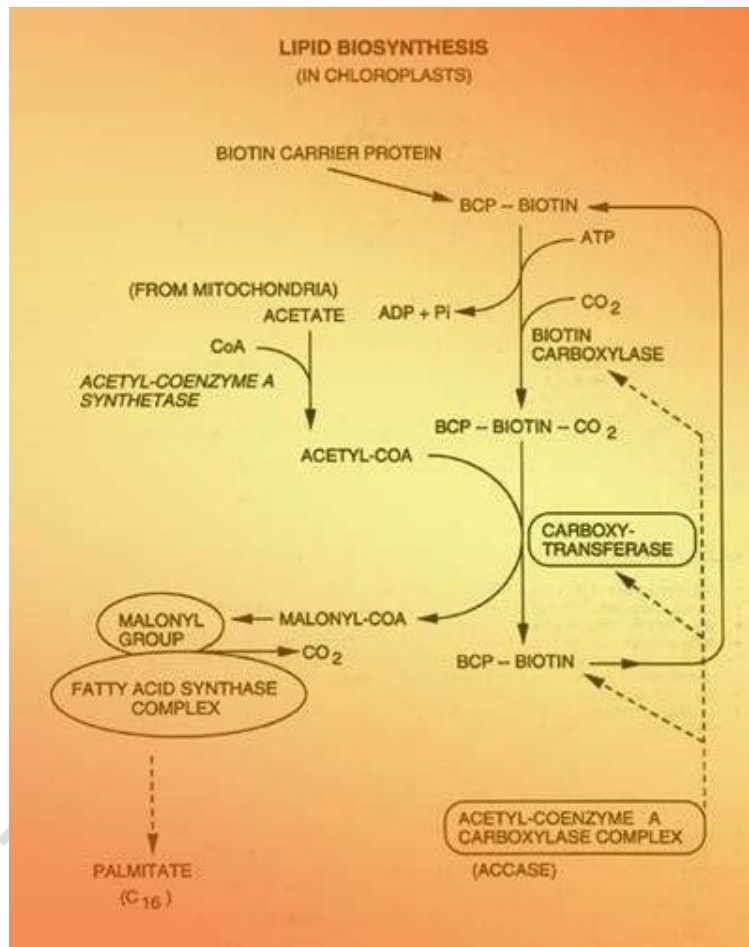 LIPID BIOSYNTHESIS
(IN CHLOROPLASTS)
BIOTIN CARRIER PROTEIN
BCP – BIOTIN
ATP
(FROM MITOCHONDRIA)
ACETATE
ADP + Pi
CO2
CoA
BIOTIN
CARBOXYLASE
ACETYL-COENZYME A
SYNTHETASE
BCP – BIOTIN – CO2
ACETYL-COA
CARBOXY-
TRANSFERASE
MALONYL
GROUP
MALONYL-COA
CO2
BCP – BIOTIN
FATTY ACID SYNTHASE
COMPLEX
ACETYL-COENZYME A
CARBOXYLASE COMPLEX
(ACCASE)
PALMITATE
(C16)